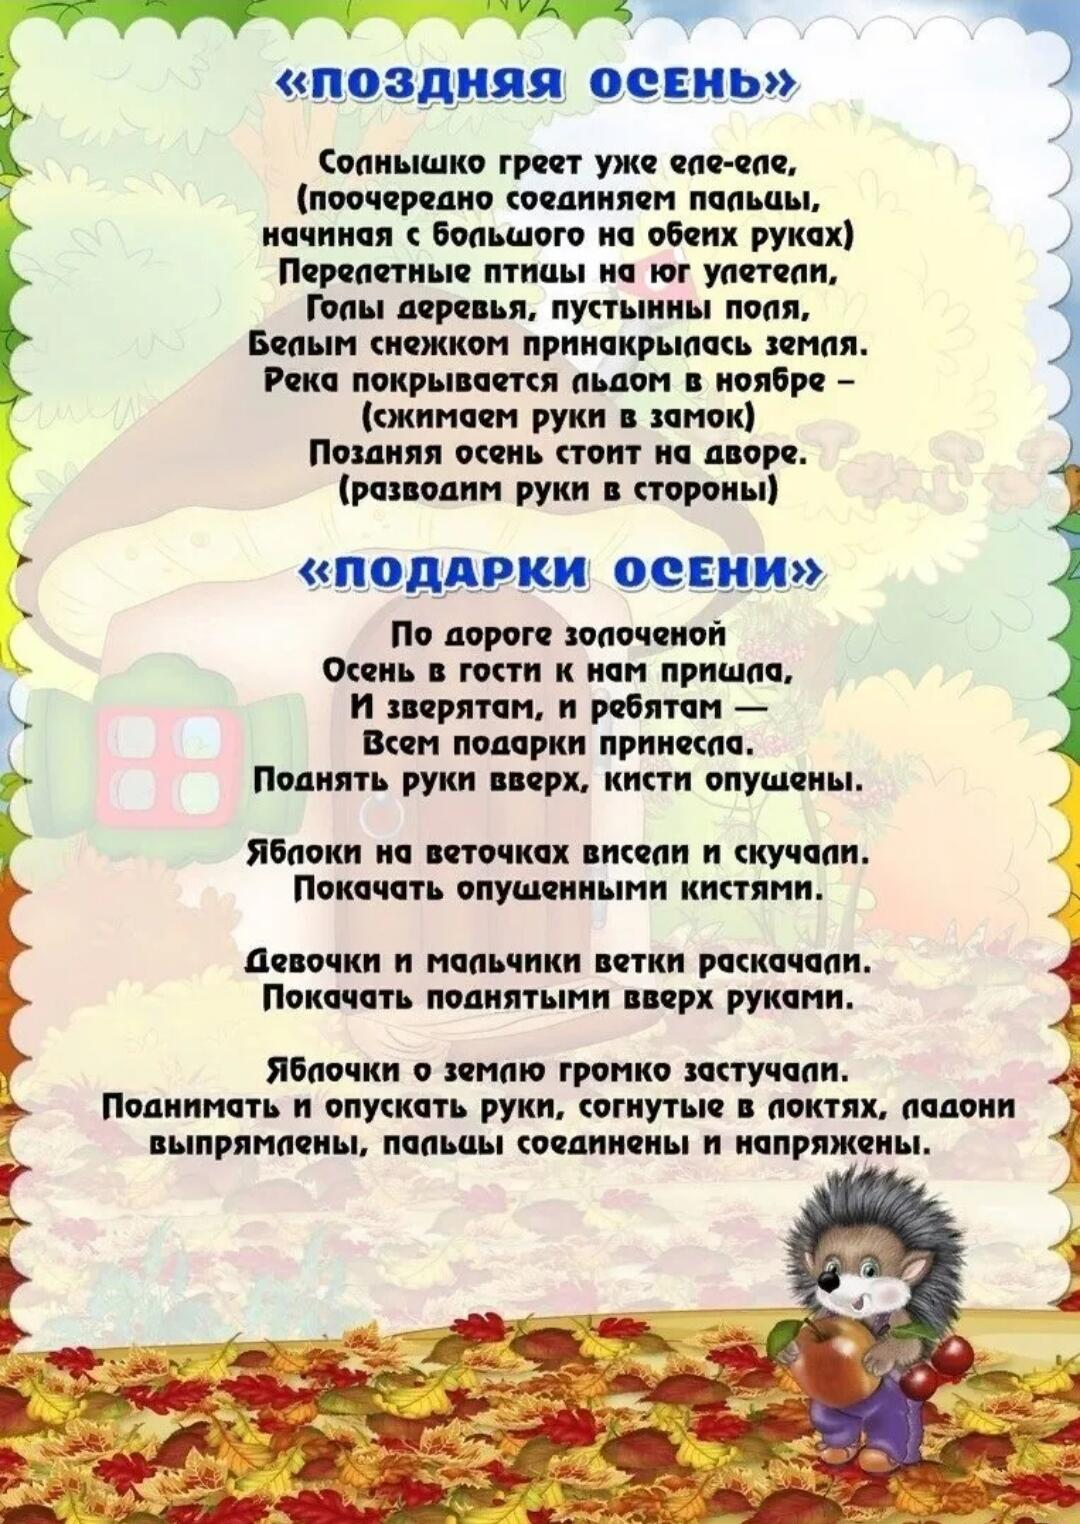 «ПОЗДНЯЯ ОСЕНЬ»
Солнышко греет уже еле-еле,
(поочередно соединяем пальцы,
начиная с большого на обеих руках)
Перелетные птицы на юг улетели,
Голы деревья, пустынны поля,
Белым снежком принакрылась земля.
Река покрывается льдом в ноябре –
(сжимаем руки в замок)
Поздняя осень стоит на дворе.
(разводим руки в стороны)
«ПОДАРКИ ОСЕНИ»
По дороге золоченой
Осень в гости к нам пришла,
И зверятам, и ребятам —
Всем подарки принесла.
Поднять руки вверх, кисти опущены.
Яблоки на веточках висели и скучали.
Покачать опущенными кистями.
Девочки и мальчики ветки раскачали.
Покачать поднятыми вверх руками.
Яблочки о землю громко застучали.
Поднимать и опускать руки, согнутые в локтях, ладони
выпрямлены, пальцы соединены и напряжены.